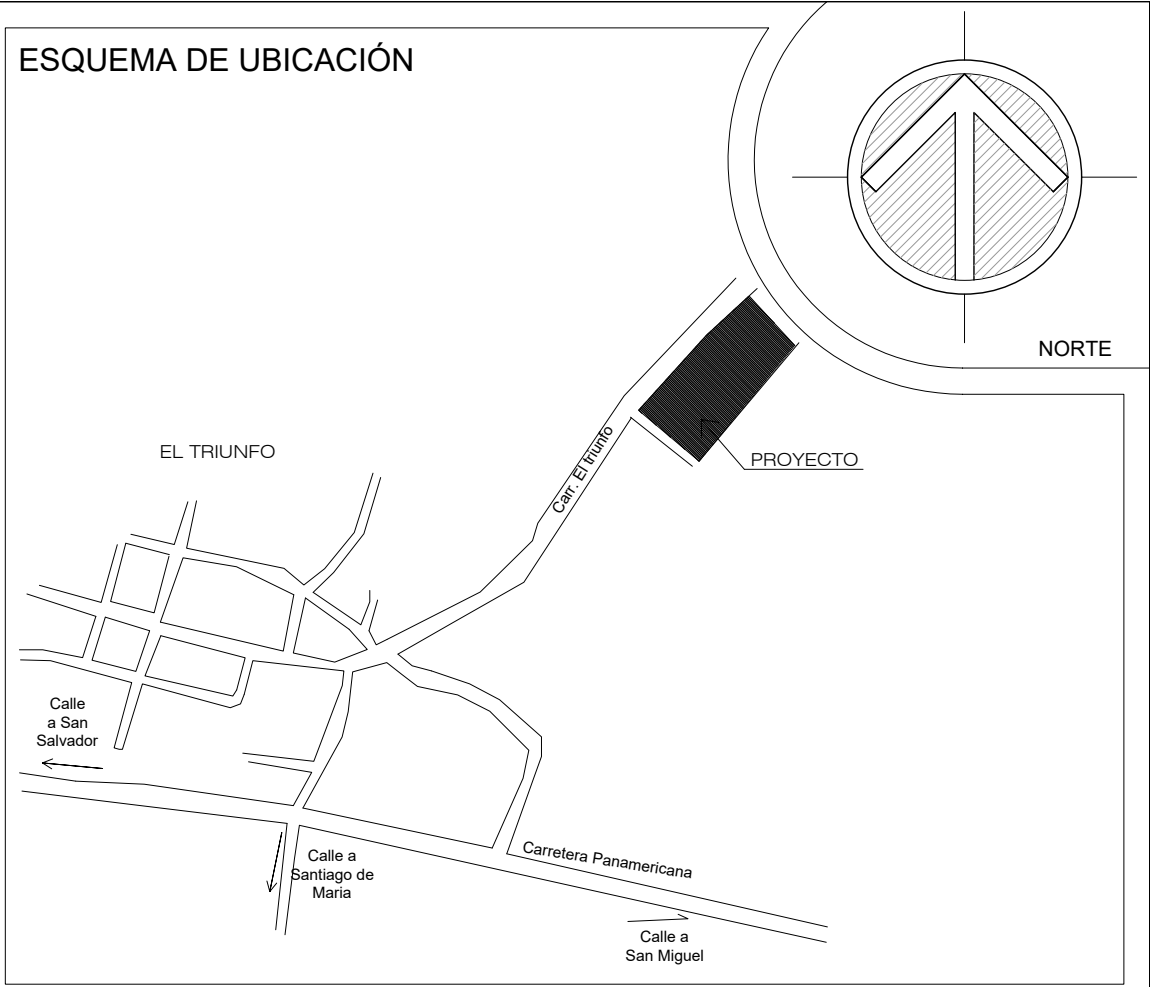 ESQUEMA DE UBICACIÓN
NORTE
EL TRIUNFO
Carr. El triunfo
PROYECTO
Calle
a San
Salvador
Calle a
Santiago de
Maria
Carretera Panamericana
Calle a
San Miguel